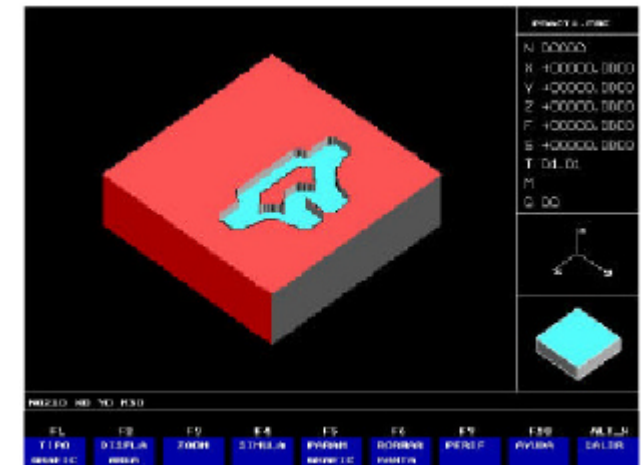 N 00000
X +00000.0000
Y +00000.0000
Z +00000.0000
F +00000.0000
S +00000.0000
T 01.01
M
G 00
N0210 X0 Y0 M30
F1 F2 F3 F4 F5 F6 F9 F10 ALT_X
TIPO DISPLA ZOOM SIMULA PARAM BORRAR PERIF AYUDA SALIR
GRAFIC AREA GRAFIC PANTA